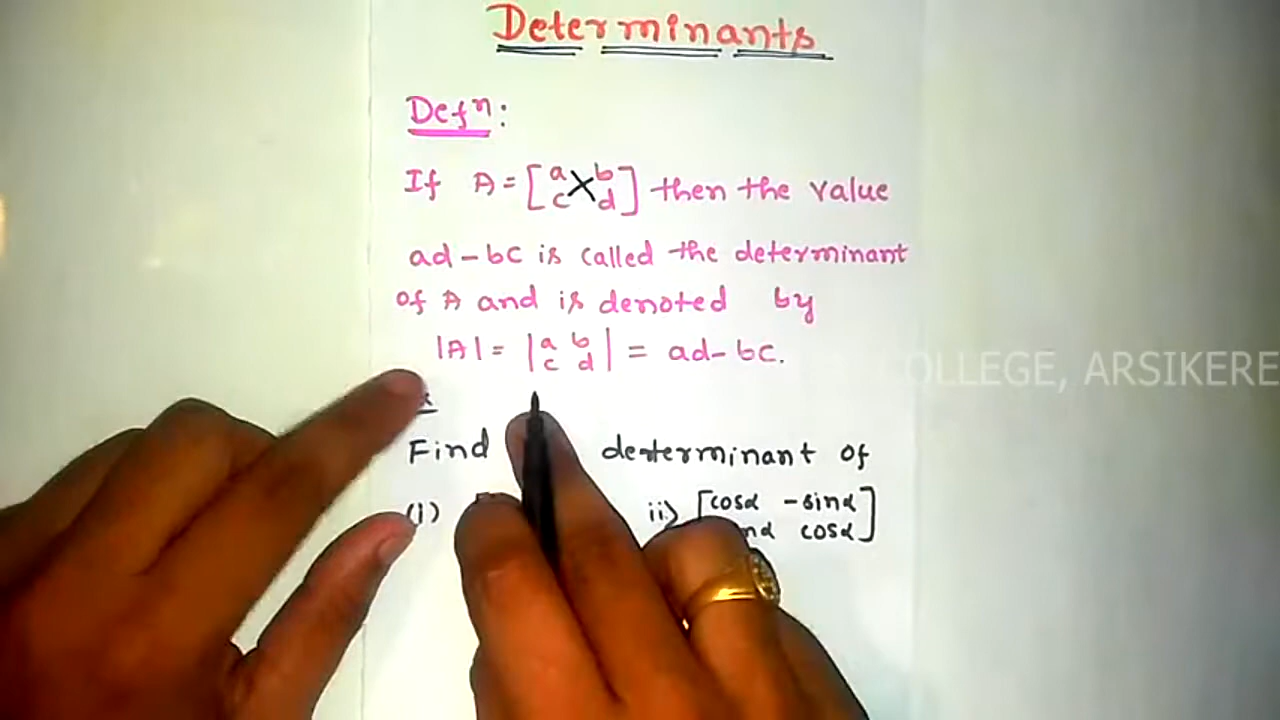 Determinants
Defn:
If A = [a b
c d] then the value
ad - bc is called the determinant
of A and is denoted by
|A| = |a b
c d| = ad - bc.
COLLEGE, ARSIKERE
Find determinant of
(i) ii> [cosα -sinα
cosα]